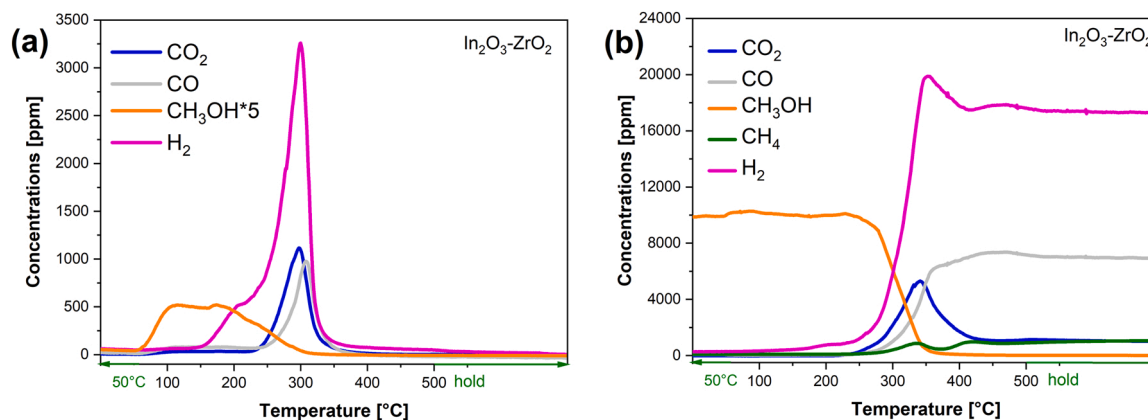 (a)
In₂O₃-ZrO₂
CO₂
CO
CH₃OH*5
H₂
Concentrations [ppm]
3500
3000
2500
2000
1500
1000
500
0
50°C 100 200 300 400 500 hold
Temperature [°C]
(b)
In₂O₃-ZrO₂
CO₂
CO
CH₃OH
CH₄
H₂
Concentrations [ppm]
24000
20000
16000
12000
8000
4000
0
50°C 100 200 300 400 500 hold
Temperature [°C]